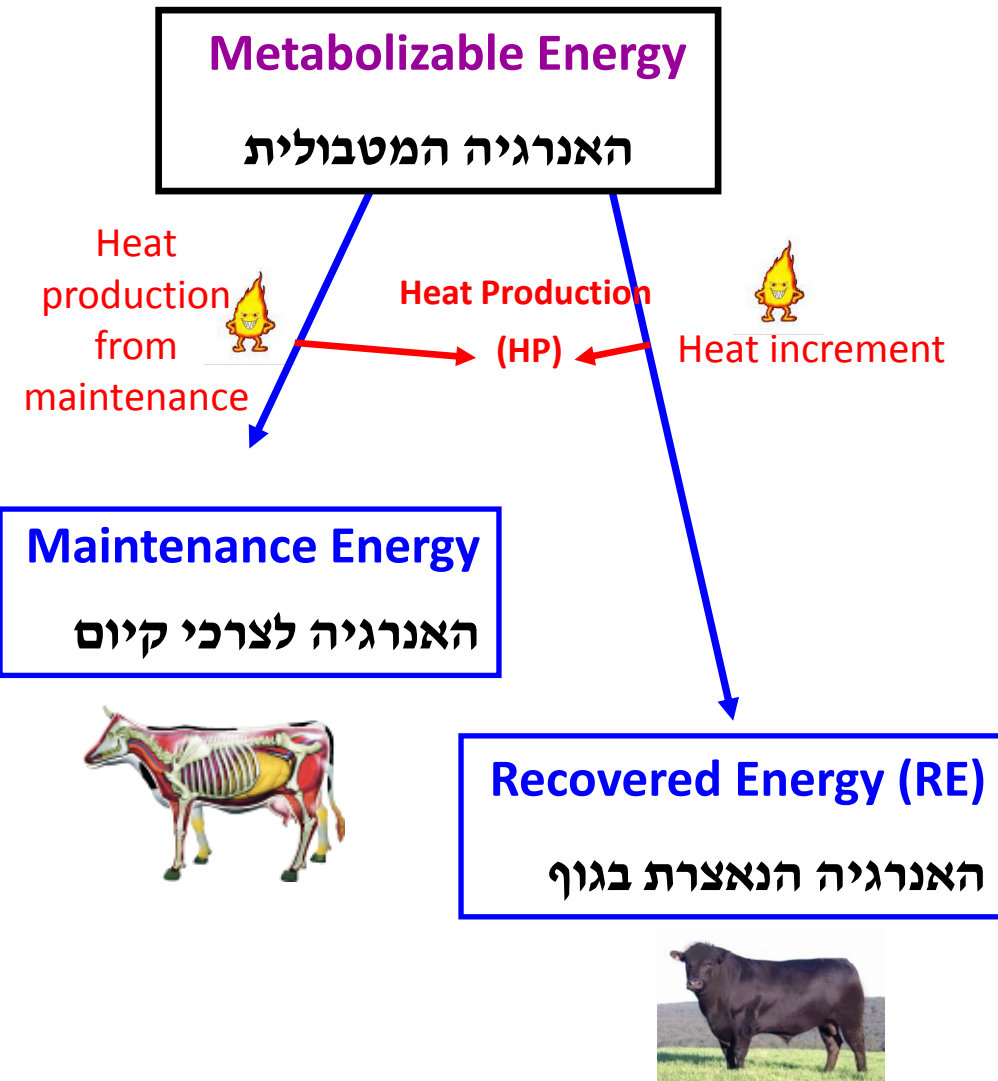 Metabolizable Energy
האנרגיה המטבולית
Heat
production
from
maintenance
Heat Production
(HP)
Heat increment
Maintenance Energy
האנרגיה לצרכי קיום
Recovered Energy (RE)
האנרגיה הנאצרת בגוף